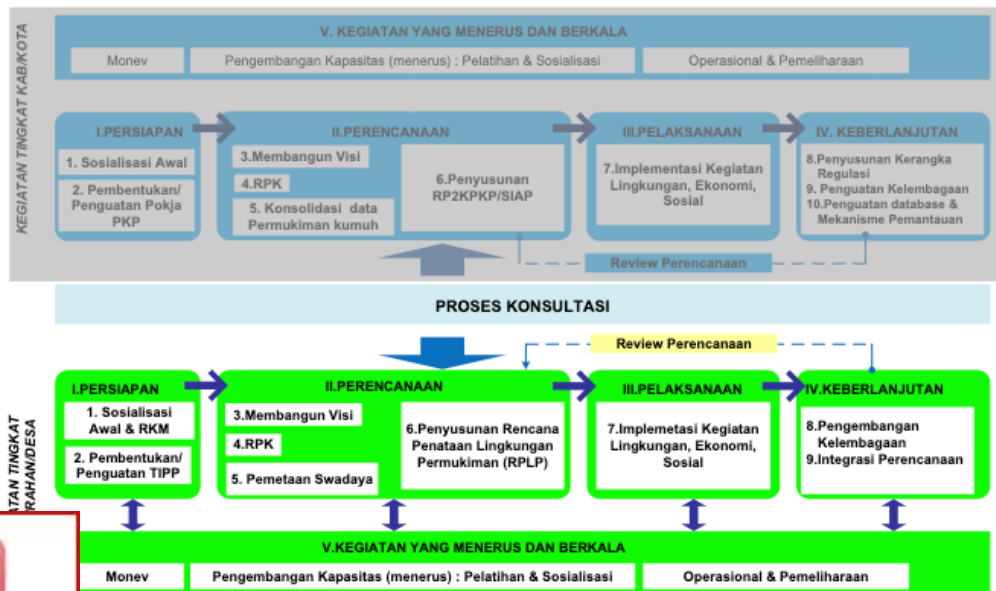 KEGIATAN TINGKAT KAB/KOTA
V. KEGIATAN YANG MENERUS DAN BERKALA
Monev
Pengembangan Kapasitas (menerus) : Pelatihan & Sosialisasi
Operasional & Pemeliharaan
I.PERSIAPAN
1. Sosialisasi Awal
2. Pembentukan/
Penguatan Pokja
PKP
II.PERENCANAAN
3.Membangun Visi
4.RPK
5. Konsolidasi data
Permukiman kumuh
6.Penyusunan
RP2KPKP/SIAP
III.PELAKSANAAN
7.Implementasi Kegiatan
Lingkungan, Ekonomi,
Sosial
IV. KEBERLANJUTAN
8.Penyusunan Kerangka
Regulasi
9. Penguatan Kelembagaan
10.Penguatan database &
Mekanisme Pemantauan
Review Perencanaan
PROSES KONSULTASI
Review Perencanaan
ATAN TINGKAT
RAHAN/DESA
I.PERSIAPAN
1. Sosialisasi
Awal & RKM
2. Pembentukan/
Penguatan TIPP
II.PERENCANAAN
3.Membangun Visi
4.RPK
5. Pemetaan Swadaya
6.Penyusunan Rencana
Penataan Lingkungan
Permukiman (RPLP)
III.PELAKSANAAN
7.Implemetasi Kegiatan
Lingkungan, Ekonomi,
Sosial
IV.KEBERLANJUTAN
8.Pengembangan
Kelembagaan
9.Integrasi Perencanaan
V.KEGIATAN YANG MENERUS DAN BERKALA
Monev
Pengembangan Kapasitas (menerus) : Pelatihan & Sosialisasi
Operasional & Pemeliharaan